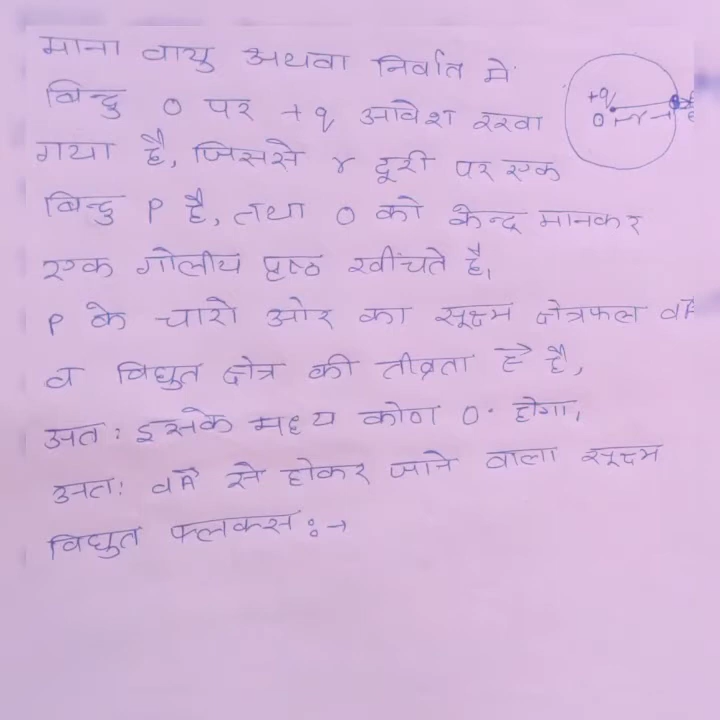 माना वायु अथवा निर्वात मे
बिन्दु O पर +q आवेश रखा
गया है, जिससे r दूरी पर एक
बिन्दु P है, तथा O को केन्द्र मानकर
एक गोलीय पृष्ठ खींचते है,
P के चारो ओर का सूक्ष्म क्षेत्रफल dA
व विद्युत क्षेत्र की तीव्रता E है,
अतः इसके मध्य कोण 0° होगा,
अतः dA से होकर जाने वाला सूक्ष्म
विद्युत फ्लक्स :→
+q
O ←r→